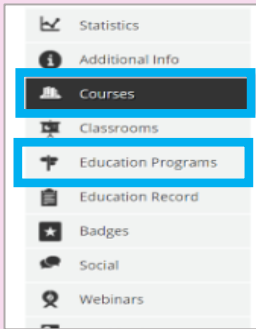 Statistics
Additional Info
Courses
Classrooms
Education Programs
Education Record
Badges
Social
Webinars